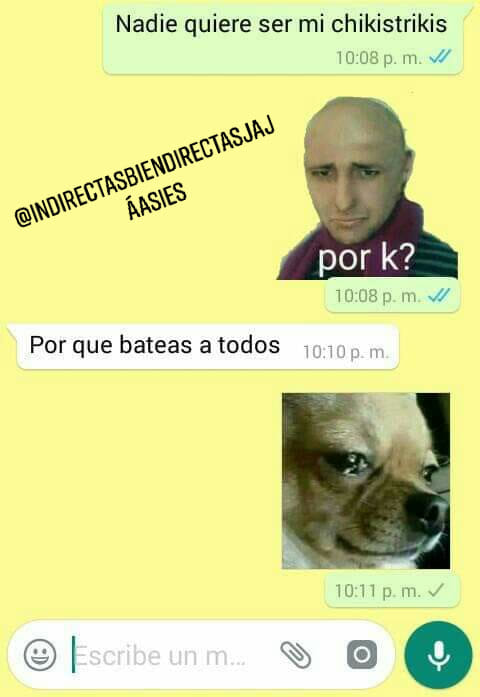 Nadie quiere ser mi chikistrikis
10:08 p. m.
@INDIRECTASBIENDIRECTASJAJ
ÁASIES
por k?
10:08 p. m.
Por que bateas a todos 10:10 p. m.
10:11 p. m.
Escribe un m...